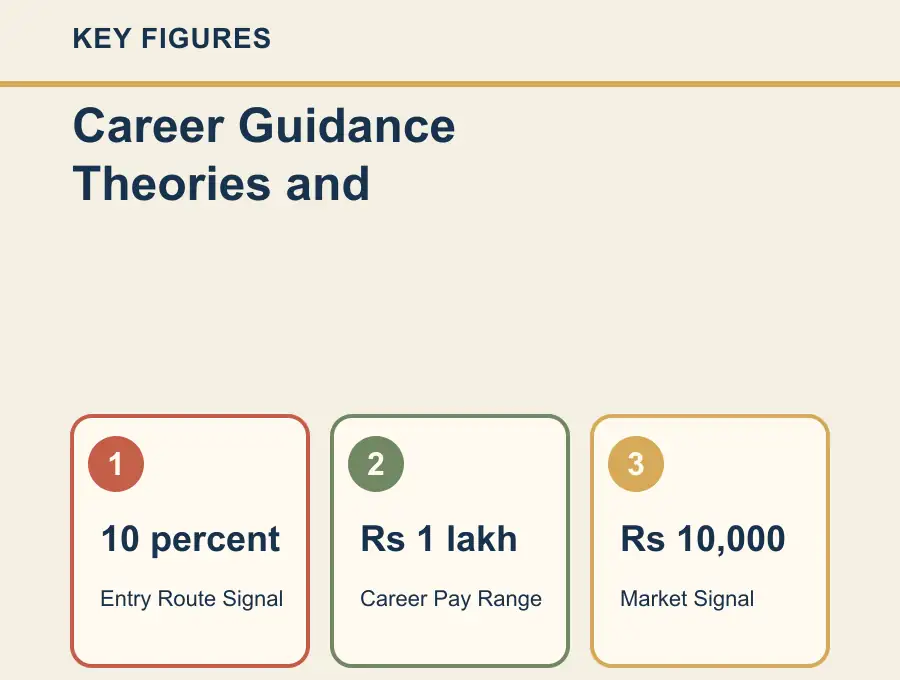 KEY FIGURES
Career Guidance
Theories and
1
10 percent
Entry Route Signal
2
Rs 1 lakh
Career Pay Range
3
Rs 10,000
Market Signal